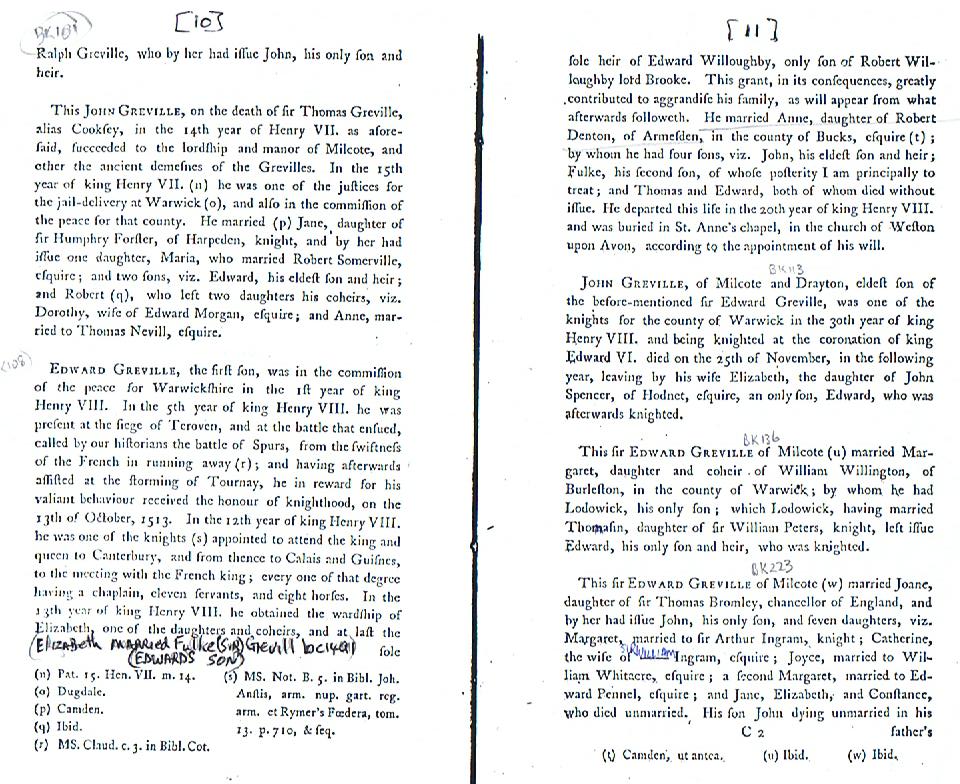 BK107
[10]
Ralph Greville, who by her had iſſue John, his only ſon and
heir.
This JOHN GREVILLE, on the death of ſir Thomas Greville,
alias Cookſey, in the 14th year of Henry VII. as afore-
ſaid, ſucceeded to the lordſhip and manor of Milcote, and
other the ancient demeſnes of the Grevilles. In the 15th
year of king Henry VII. (n) he was one of the juſtices for
the jail-delivery at Warwick (o), and alſo in the commiſſion of
the peace for that county. He married (p) Jane, daughter of
ſir Humphry Forſter, of Harpeden, knight, and by her had
iſſue one daughter, Maria, who married Robert Somerville,
eſquire; and two ſons, viz. Edward, his eldeſt ſon and heir;
and Robert (q), who left two daughters his coheirs, viz.
Dorothy, wife of Edward Morgan, eſquire; and Anne, mar-
ried to Thomas Nevill, eſquire.
(108)
EDWARD GREVILLE, the firſt ſon, was in the commiſſion
of the peace for Warwickſhire in the 1ſt year of king
Henry VIII. In the 5th year of king Henry VIII. he was
preſent at the ſiege of Teroven, and at the battle that enſued,
called by our hiſtorians the battle of Spurs, from the ſwiftneſs
of the French in running away (r); and having afterwards
aſſiſted at the ſtorming of Tournay, he in reward for his
valiant behaviour received the honour of knighthood, on the
13th of October, 1513. In the 12th year of king Henry VIII.
he was one of the knights (s) appointed to attend the king and
queen to Canterbury, and from thence to Calais and Guiſnes,
to the meeting with the French king; every one of that degree
having a chaplain, eleven ſervants, and eight horſes. In the
13th year of king Henry VIII. he obtained the wardſhip of
Elizabeth, one of the daughters and coheirs, and at laſt the
(ElizaBeth MARRIED Fulke(SIR) Grevill
(EDWARDS SON)
ſole
(n) Pat. 15. Hen. VII. m. 14.
(o) Dugdale.
(p) Camden.
(q) Ibid.
(r) MS. Claud. c. 3. in Bibl. Cot.
(s) MS. Not. B. 5. in Bibl. Joh.
Anſtis, arm. nup. gart. reg.
arm. et Rymer's Fœdera, tom.
13. p. 710, & ſeq.
[11]
ſole heir of Edward Willoughby, only ſon of Robert Wil-
loughby lord Brooke. This grant, in its conſequences, greatly
contributed to aggrandiſe his family, as will appear from what
afterwards followeth. He married Anne, daughter of Robert
Denton, of Armeſden, in the county of Bucks, eſquire (t);
by whom he had four ſons, viz. John, his eldeſt ſon and heir;
Fulke, his ſecond ſon, of whoſe poſterity I am principally to
treat; and Thomas and Edward, both of whom died without
iſſue. He departed this life in the 20th year of king Henry VIII.
and was buried in St. Anne's chapel, in the church of Weſton
upon Avon, according to the appointment of his will.
BK113
JOHN GREVILLE, of Milcote and Drayton, eldeſt ſon of
the before-mentioned ſir Edward Greville, was one of the
knights for the county of Warwick in the 30th year of king
Henry VIII. and being knighted at the coronation of king
Edward VI. died on the 25th of November, in the following
year, leaving by his wife Elizabeth, the daughter of John
Spencer, of Hodnet, eſquire, an only ſon, Edward, who was
afterwards knighted.
BK136
This ſir EDWARD GREVILLE of Milcote (u) married Mar-
garet, daughter and coheir of William Willington, of
Burleſton, in the county of Warwick; by whom he had
Lodowick, his only ſon; which Lodowick, having married
Thomaſin, daughter of ſir William Peters, knight, left iſſue
Edward, his only ſon and heir, who was knighted.
BK223
This ſir EDWARD GREVILLE of Milcote (w) married Joane,
daughter of ſir Thomas Bromley, chancellor of England, and
by her had iſſue John, his only ſon, and ſeven daughters, viz.
Margaret, married to ſir Arthur Ingram, knight; Catherine,
the wife of SIR William Ingram, eſquire; Joyce, married to Wil-
liam Whitacre, eſquire; a ſecond Margaret, married to Ed-
ward Pennel, eſquire; and Jane, Elizabeth, and Conſtance,
who died unmarried. His ſon John dying unmarried in his
C 2 father's
(t) Camden, ut antea. (u) Ibid. (w) Ibid.